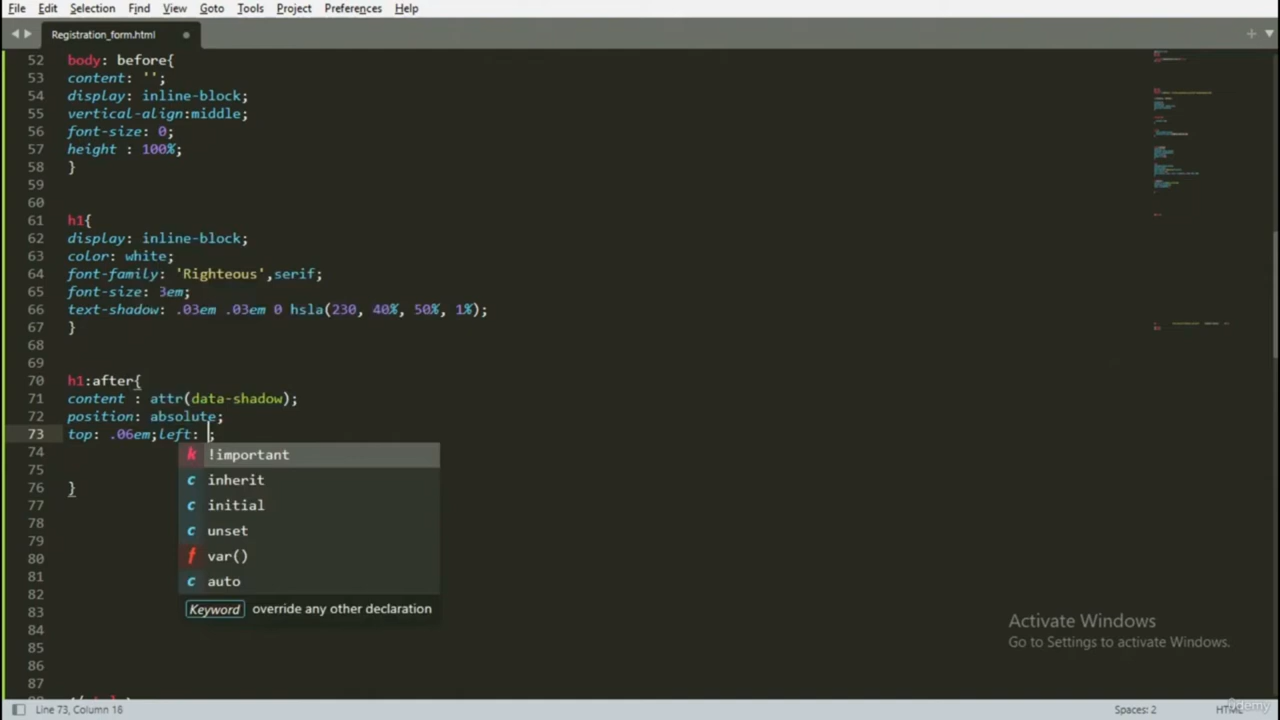 File Edit Selection Find View Goto Tools Project Preferences Help
Registration_form.html
52 body: before{
53 content: '';
54 display: inline-block;
55 vertical-align:middle;
56 font-size: 0;
57 height : 100%;
58 }
59
60
61 h1{
62 display: inline-block;
63 color: white;
64 font-family: 'Righteous',serif;
65 font-size: 3em;
66 text-shadow: .03em .03em 0 hsla(230, 40%, 50%, 1%);
67 }
68
69
70 h1:after{
71 content : attr(data-shadow);
72 position: absolute;
73 top: .06em;left: ;
74
75
76 }
77
78
79
80
81
82
83
84
85
86
87
k !important
c inherit
c initial
c unset
f var()
c auto
Keyword override any other declaration
Activate Windows
Go to Settings to activate Windows.
Line 73, Column 18
Spaces: 2
HTML